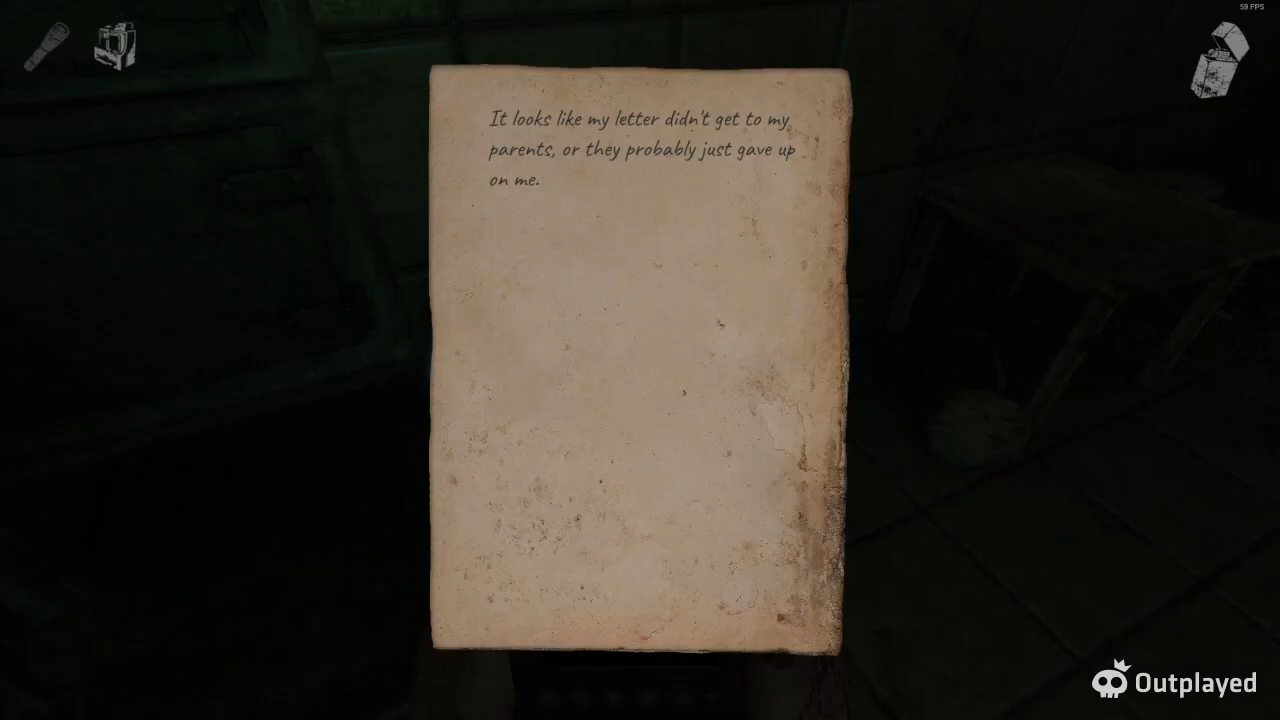 59 FPS
It looks like my letter didn't get to my
parents, or they probably just gave up
on me.
Outplayed